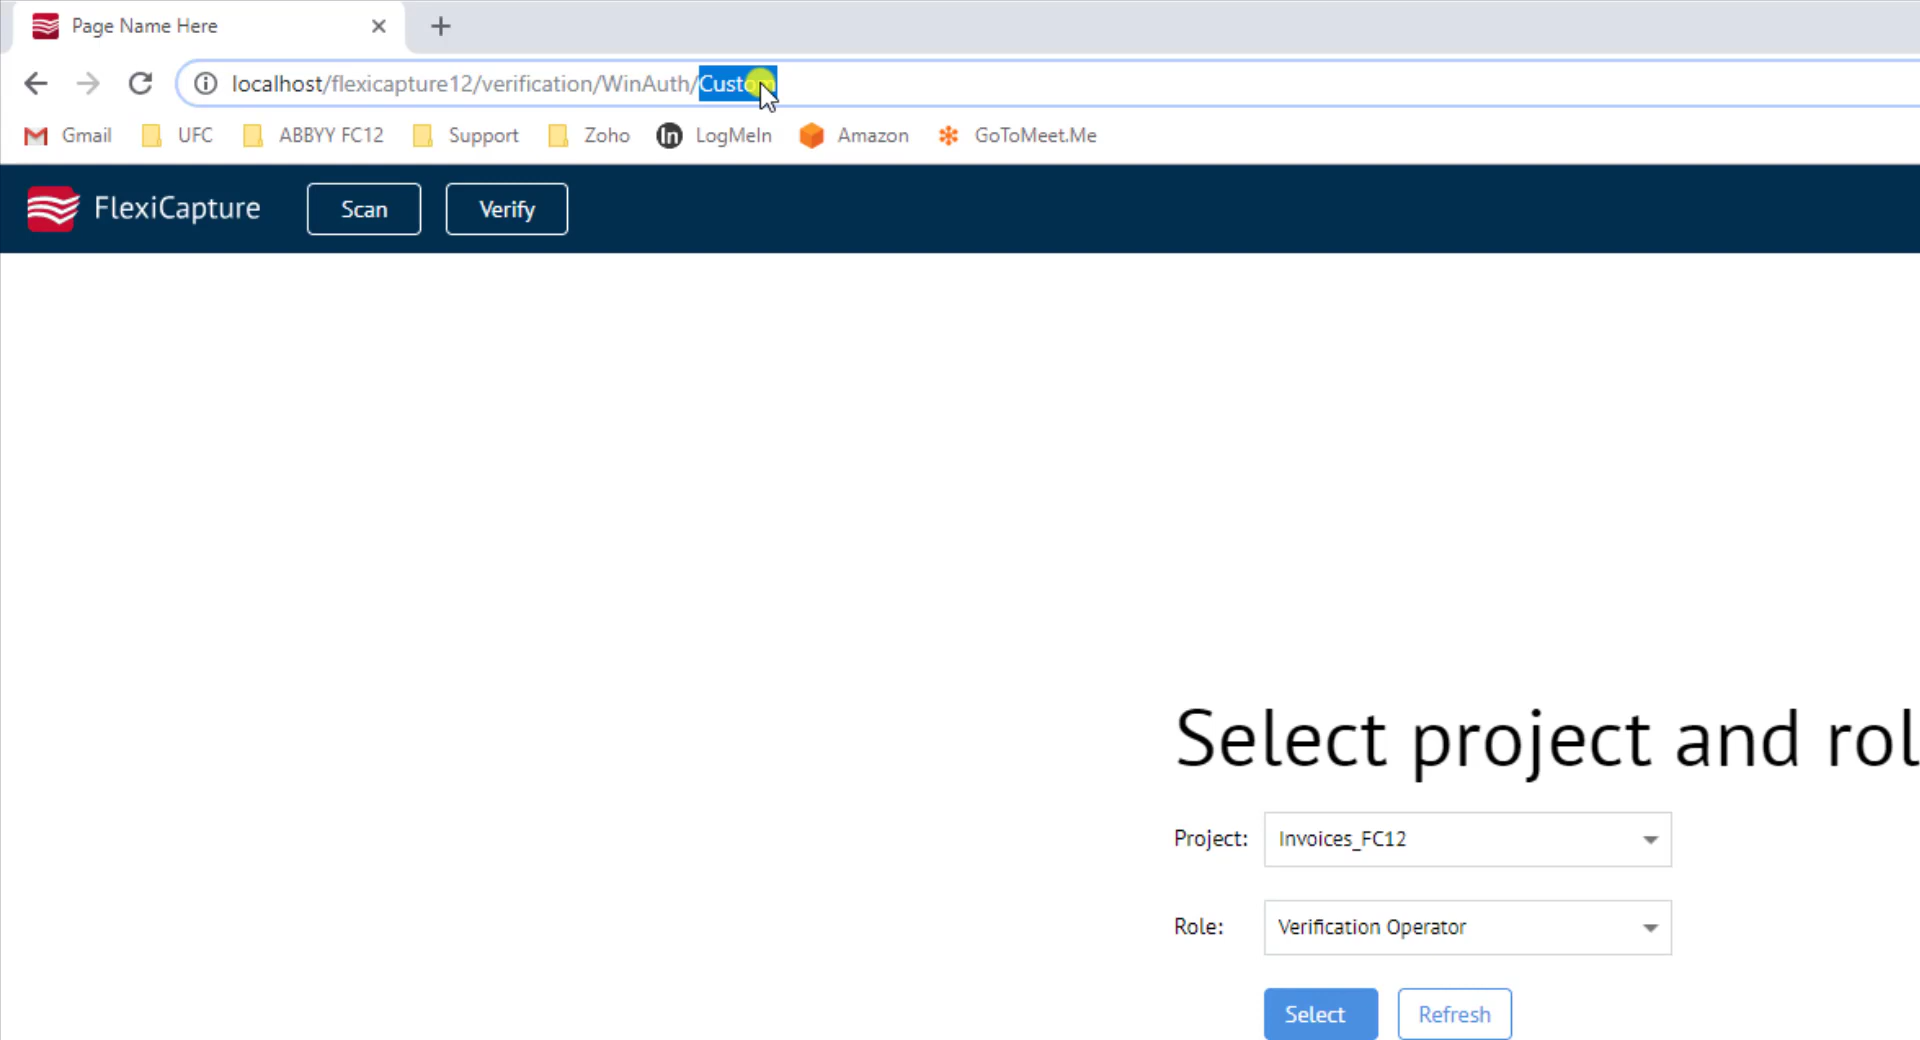 Page Name Here
localhost/flexicapture12/verification/WinAuth/Custom
Gmail UFC ABBYY FC12 Support Zoho LogMeIn Amazon GoToMeet.Me
FlexiCapture Scan Verify
Select project and rol
Project: Invoices_FC12
Role: Verification Operator
Select Refresh